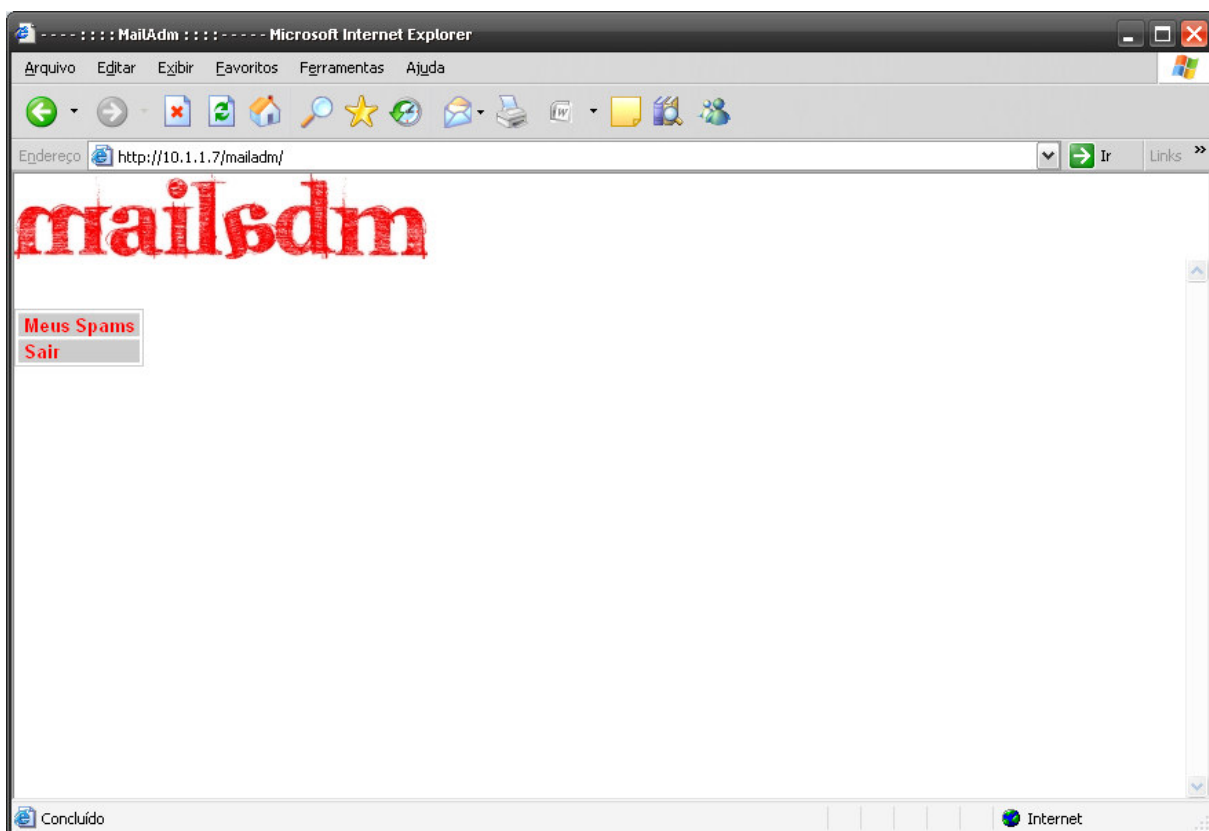 - - - - : : : : MailAdm : : : : - - - - - Microsoft Internet Explorer
Arquivo Editar Exibir Favoritos Ferramentas Ajuda
Endereço http://10.1.1.7/mailadm/ Ir Links »
mailadm
Meus Spams
Sair
Concluído Internet